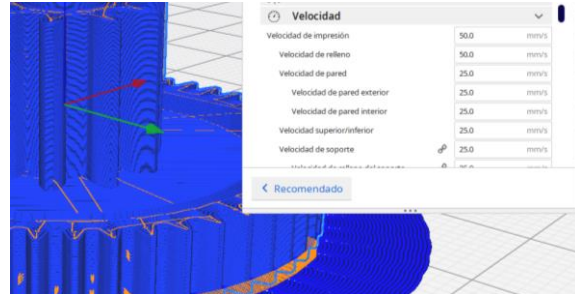 Velocidad
Velocidad de impresión 50.0 mm/s
Velocidad de relleno 50.0 mm/s
Velocidad de pared 25.0 mm/s
Velocidad de pared exterior 25.0 mm/s
Velocidad de pared interior 25.0 mm/s
Velocidad superior/inferior 25.0 mm/s
Velocidad de soporte 25.0 mm/s
Recomendado